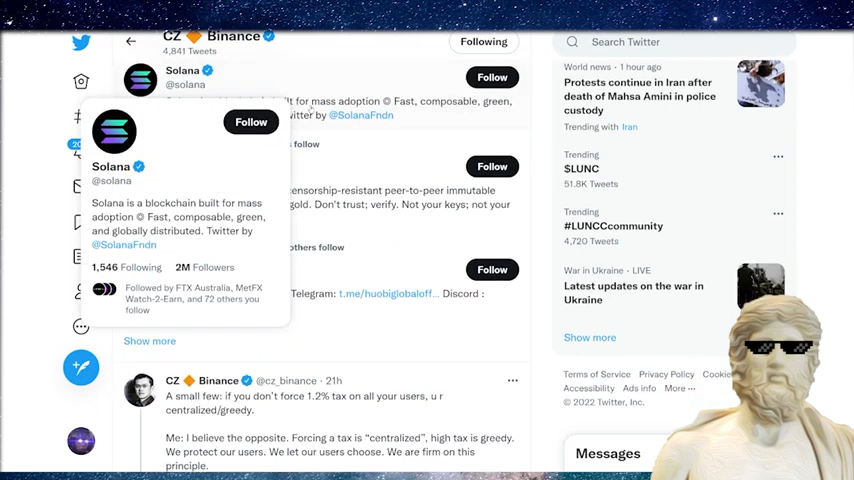 CZ Binance
4,841 Tweets
Following
Search Twitter
Solana
@solana
Follow
for mass adoption © Fast, composable, green,
by @SolanaFndn
Follow
Solana
@solana
Solana is a blockchain built for mass
adoption © Fast, composable, green,
and globally distributed. Twitter by
@SolanaFndn
1,546 Following 2M Followers
Followed by FTX Australia, MetFX
Watch-2-Earn, and 72 others you
follow
follow
Follow
censorship-resistant peer-to-peer immutable
gold. Don't trust; verify. Not your keys; not your
others follow
Follow
Telegram: t.me/huobiglobaloff... Discord :
Show more
CZ Binance @cz_binance · 21h
A small few: if you don't force 1.2% tax on all your users, u r
centralized/greedy.
Me: I believe the opposite. Forcing a tax is “centralized”, high tax is greedy.
We protect our users. We let our users choose. We are firm on this
principle.
World news · 1 hour ago
Protests continue in Iran after
death of Mahsa Amini in police
custody
Trending with Iran
Trending
$LUNC
51.8K Tweets
Trending
#LUNCcommunity
4,720 Tweets
War in Ukraine · LIVE
Latest updates on the war in
Ukraine
Show more
Terms of Service Privacy Policy Cookie
Accessibility Ads info More ...
© 2022 Twitter, Inc.
Messages